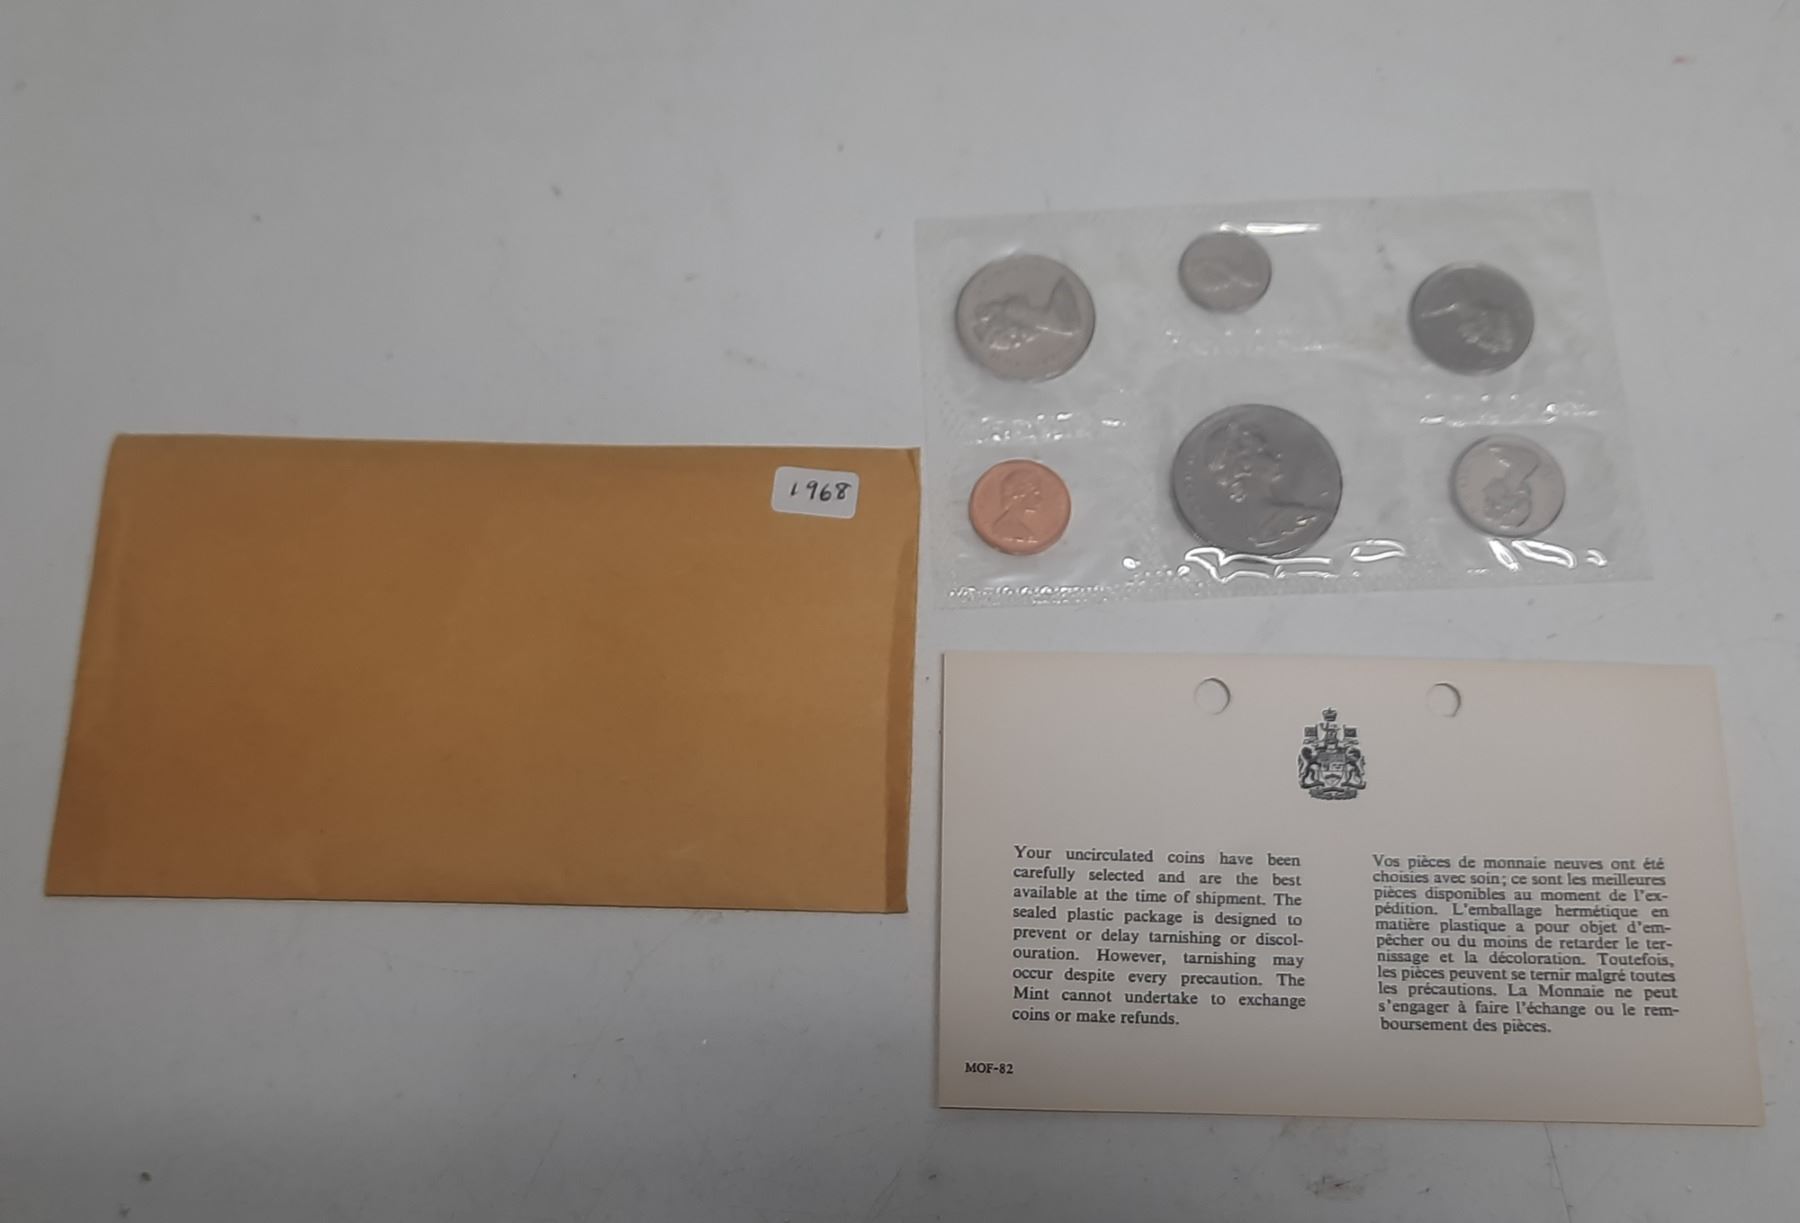 1968
Your uncirculated coins have been
carefully selected and are the best
available at the time of shipment. The
sealed plastic package is designed to
prevent or delay tarnishing or discol-
ouration. However, tarnishing may
occur despite every precaution. The
Mint cannot undertake to exchange
coins or make refunds.
Vos pièces de monnaie neuves ont été
choisies avec soin; ce sont les meilleures
pièces disponibles au moment de l'ex-
pédition. L'emballage hermétique en
matière plastique a pour objet d'em-
pêcher ou du moins de retarder le ter-
nissage et la décoloration. Toutefois,
les pièces peuvent se ternir malgré toutes
les précautions. La Monnaie ne peut
s'engager à faire l'échange ou le rem-
boursement des pièces.
MOF-82